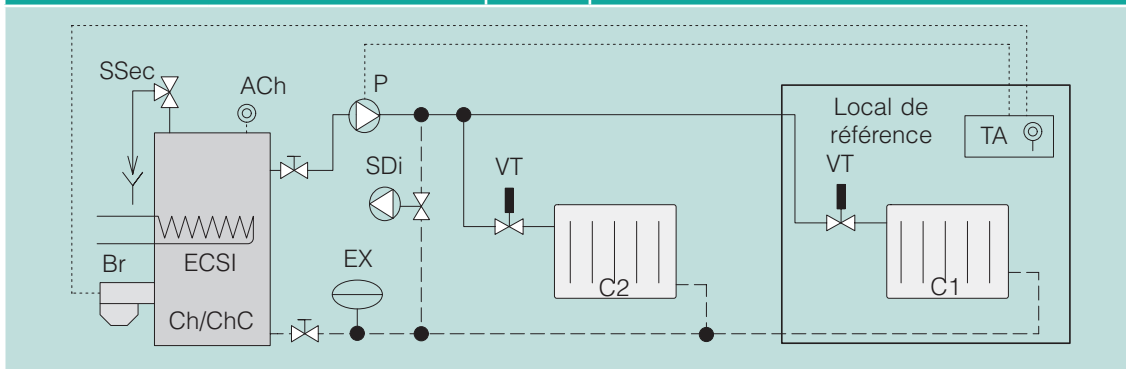 SSec
ACh
P
Local de
référence
TA
SDi
VT
VT
Br
ECSI
EX
C2
C1
Ch/ChC